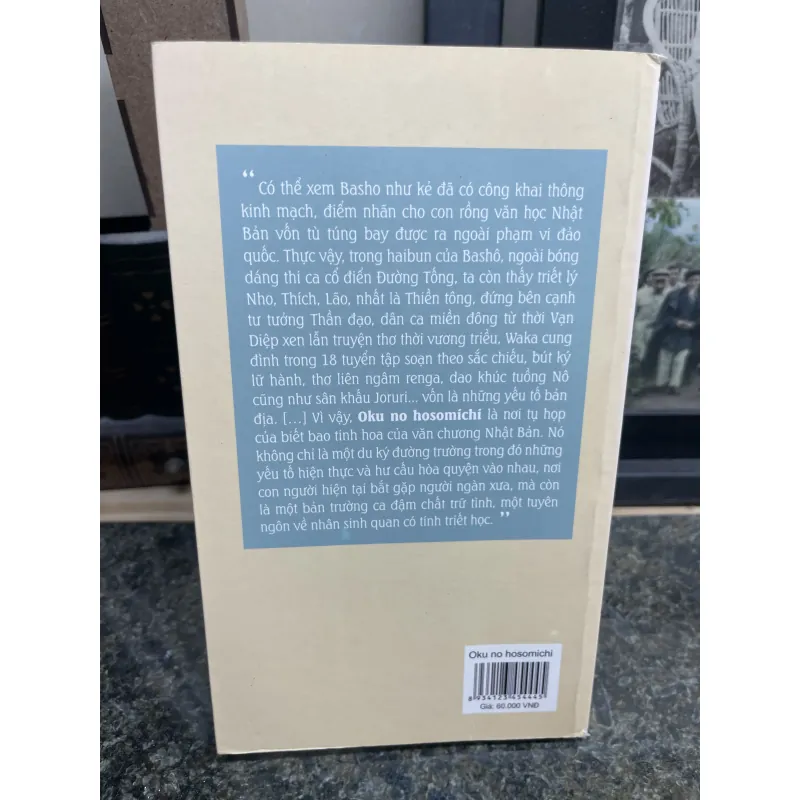 “
Có thể xem Basho như kẻ đã có công khai thông
kinh mạch, điểm nhãn cho con rồng văn học Nhật
Bản vốn tù túng bay được ra ngoài phạm vi đảo
quốc. Thực vậy, trong haibun của Bashô, ngoài bóng
dáng thi ca cổ điển Đường Tống, ta còn thấy triết lý
Nho, Thích, Lão, nhất là Thiền tông, đứng bên cạnh
tư tưởng Thần đạo, dân ca miền đông từ thời Vạn
Diệp xen lẫn truyện thơ thời vương triều, Waka cung
đình trong 18 tuyển tập soạn theo sắc chiếu, bút ký
lữ hành, thơ liên ngâm renga, dao khúc tuồng Nô
cũng như sân khấu Joruri... vốn là những yếu tố bản
địa. [...] Vì vậy, Oku no hosomichi là nơi tụ họp
của biết bao tinh hoa của văn chương Nhật Bản. Nó
không chỉ là một du ký đường trường trong đó những
yếu tố hiện thực và hư cấu hòa quyện vào nhau, nơi
con người hiện tại bắt gặp người ngàn xưa, mà còn
là một bản trường ca đậm chất trữ tình, một tuyên
ngôn về nhân sinh quan có tính triết học. ”
Oku no hosomichi
8 934123 454445
Giá: 60.000 VNĐ